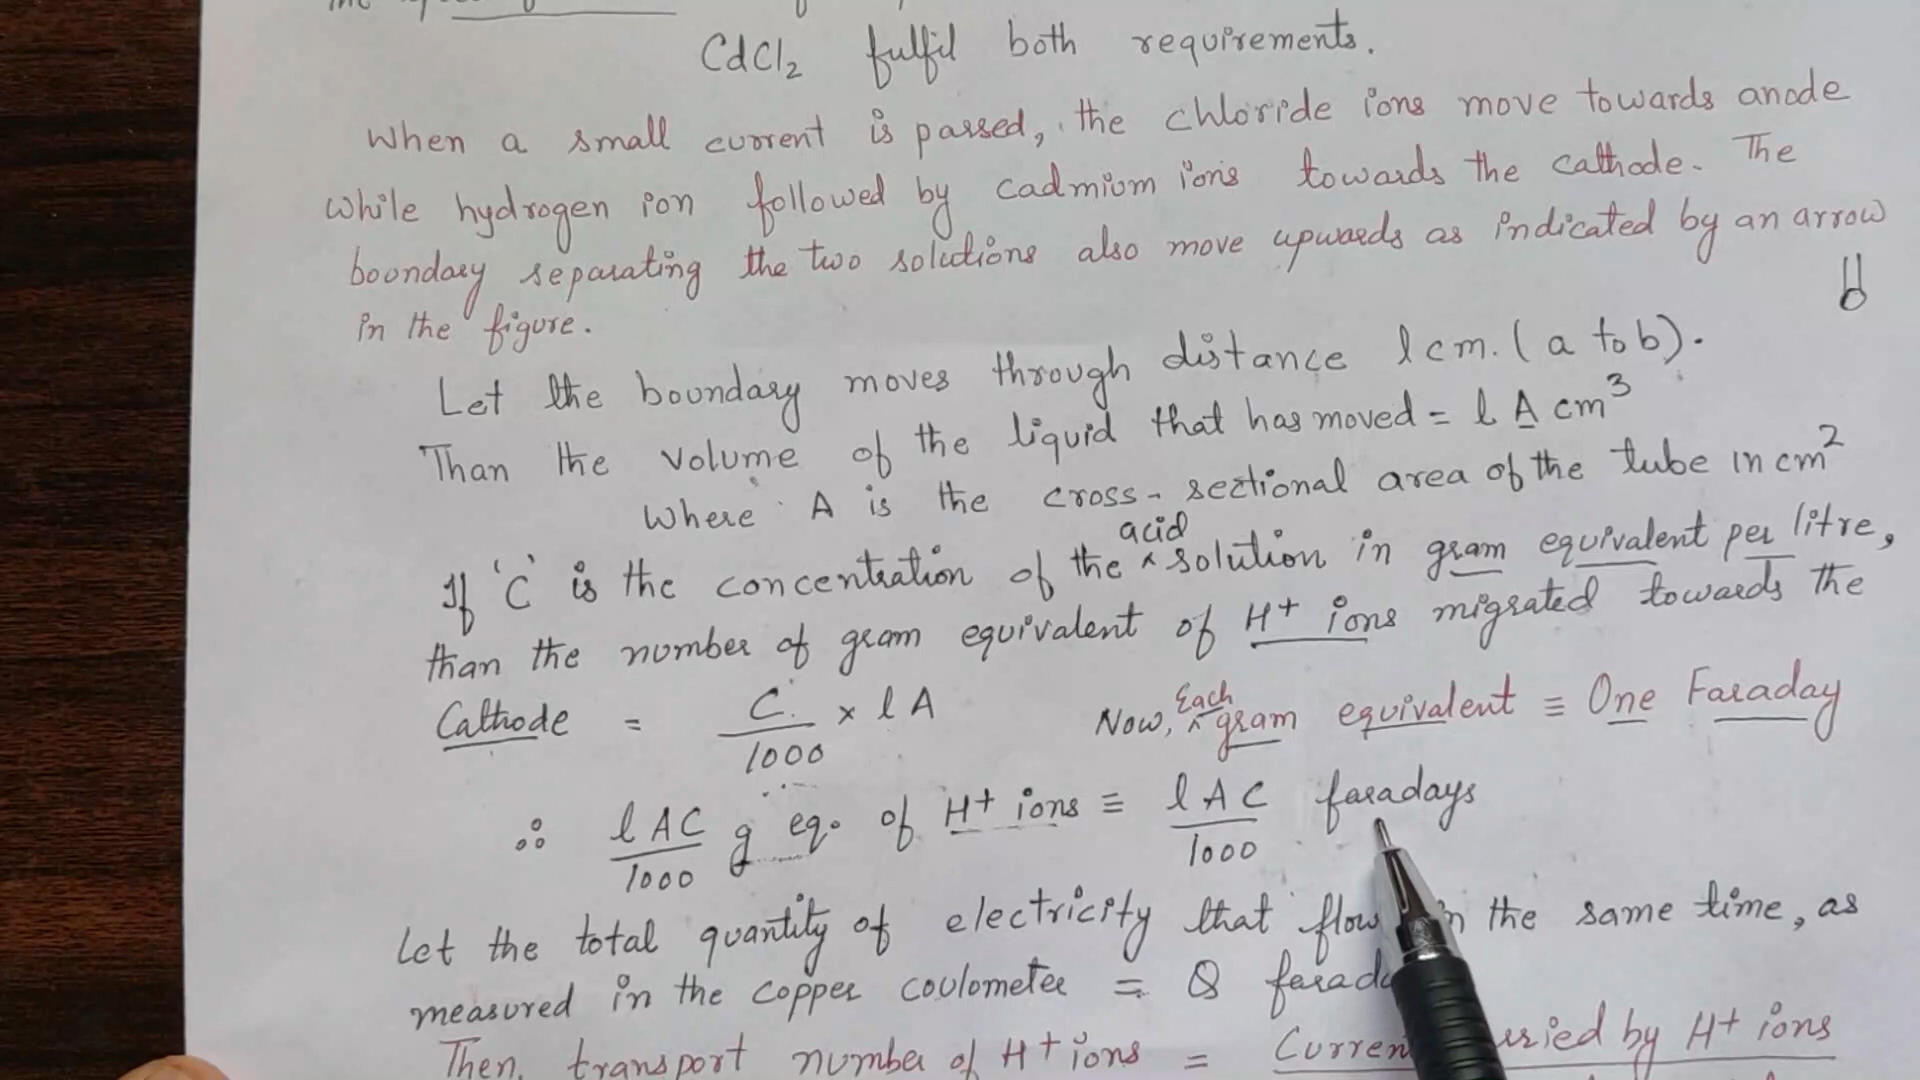 the
CdCl₂ fulfil both requirements.
When a small current is passed, the chloride ions move towards anode
while hydrogen ion followed by cadmium ions towards the cathode. The
boundary separating the two solutions also move upwards as indicated by an arrow
in the figure.
b
Let the boundary moves through distance l cm. (a to b).
Than the volume of the liquid that has moved = l A cm³
Where A is the cross-sectional area of the tube in cm²
If 'C' is the concentration of the ^acid solution in gram equivalent per litre,
than the number of gram equivalent of H⁺ ions migrated towards the
Cathode = C/1000 × l A Now, ^Each gram equivalent ≡ One Faraday
∴ lAC/1000 g eq. of H⁺ ions ≡ lAC/1000 faradays
Let the total quantity of electricity that flow in the same time, as
measured in the copper coulometer = Q farad
Then, transport number of H⁺ ions = Current carried by H⁺ ions